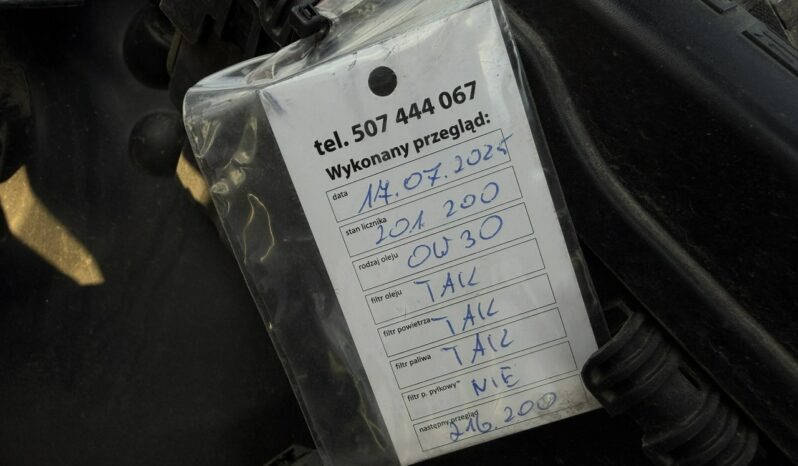 tel. 507 444 067
Wykonany przegląd:
data 17.07.2025
stan licznika 201 200
rodzaj oleju 0W30
filtr oleju TAK
filtr powietrza TAK
filtr paliwa TAK
filtr p. pyłkowy NIE
następny przegląd 216.200